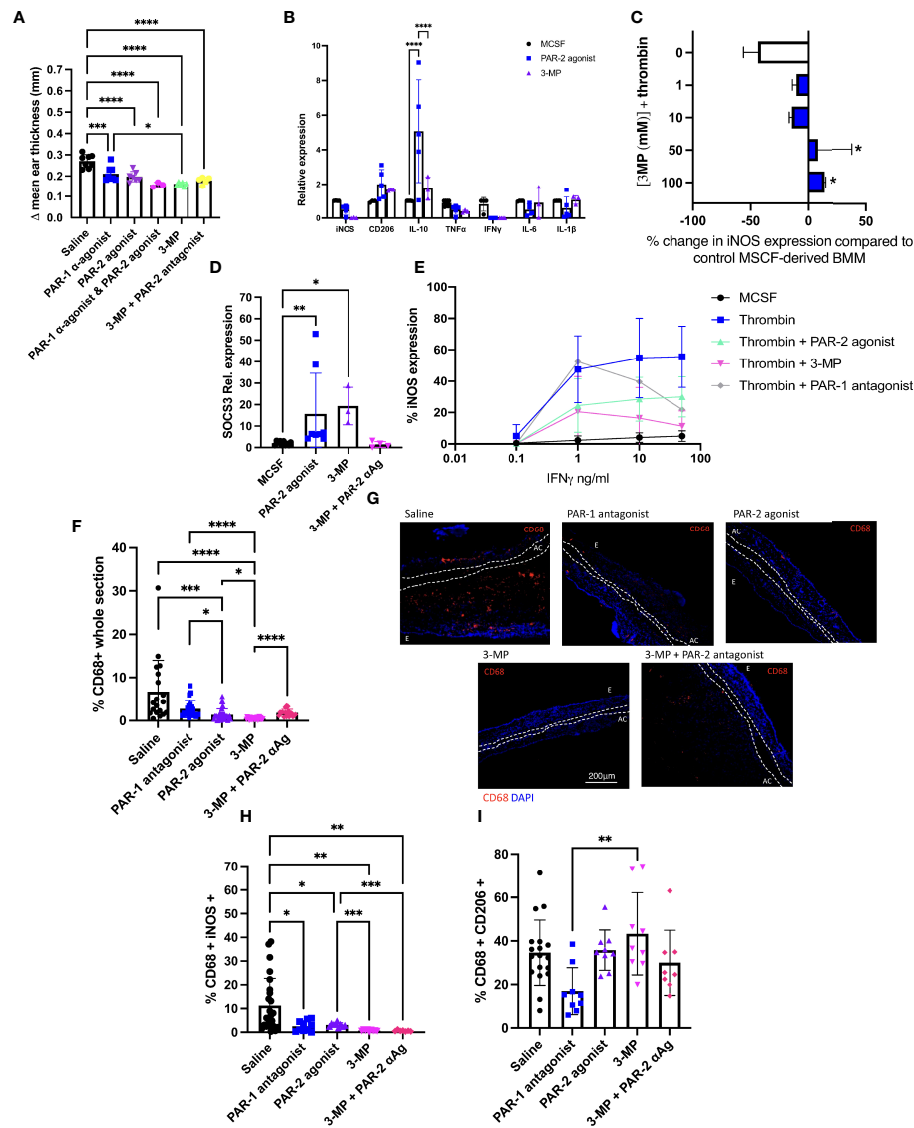 A
****
****
****
****
***
*
Δ mean ear thickness (mm)
0.7
0.6
0.5
0.4
0.3
0.2
0.1
0.0
Saline
PAR-1 α-agonist
PAR-2 agonist
PAR-1 α-agonist & PAR-2 agonist
3-MP
3-MP + PAR-2 antagonist
B
****
****
Relative expression
10
8
6
4
2
0
iNCS
CD206
IL-10
TNFα
IFNγ
IL-6
IL-1β
MCSF
PAR-2 agonist
3-MP
C
[3MP (mM)] + thrombin
0
1
10
50
100
*
*
-100
-50
0
50
% change in iNOS expression compared to
control MSCF-derived BMM
D
*
**
SOCS3 Rel. expression
70
60
50
40
30
20
10
0
MCSF
PAR-2 agonist
3-MP
3-MP + PAR-2 αAg
E
% iNOS expression
100
80
60
40
20
0
0.01
0.1
1
10
100
IFNγ ng/ml
MCSF
Thrombin
Thrombin + PAR-2 agonist
Thrombin + 3-MP
Thrombin + PAR-1 antagonist
F
****
****
*
***
*
****
% CD68+ whole section
40
30
20
10
0
Saline
PAR-1 antagonist
PAR-2 agonist
3-MP
3-MP + PAR-2 αAg
G
Saline
AC
E
PAR-1 antagonist
E
AC
PAR-2 agonist
CD68
AC
E
3-MP
CD68
E
AC
200μm
3-MP + PAR-2 antagonist
CD68
E
AC
CD68 DAPI
H
**
**
*
***
*
***
% CD68 + iNOS +
70
60
50
40
30
20
10
0
Saline
PAR-1 antagonist
PAR-2 agonist
3-MP
3-MP + PAR-2 αAg
I
**
% CD68 + CD206 +
80
60
40
20
0
Saline
PAR-1 antagonist
PAR-2 agonist
3-MP
3-MP + PAR-2 αAg